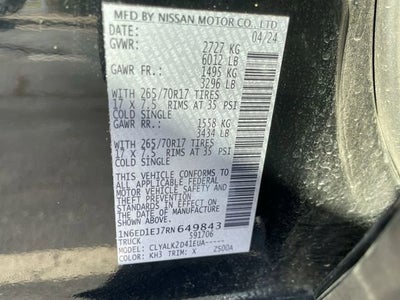 MFD BY NISSAN MOTOR CO., LTD
DATE: 04/24
GVWR: 2727 KG
6012 LB
GAWR FR.: 1495 KG
3296 LB
WITH 265/70R17 TIRES
17 X 7.5 RIMS AT 35 PSI
COLD SINGLE
GAWR RR.: 1558 KG
3434 LB
WITH 265/70R17 TIRES
17 X 7.5 RIMS AT 35 PSI
COLD SINGLE
THIS VEHICLE CONFORMS TO
ALL APPLICABLE FEDERAL
MOTOR VEHICLE SAFETY AND
THEFT PREVENTION
STANDARDS IN EFFECT ON
THE DATE OF MANUFACTURE
SHOWN ABOVE.
1N6ED1EJ7RN649843
TRUCK 591706
MODEL: CLYALK2D41EUA-----
COLOR: KH3 TRIM: X 2500A